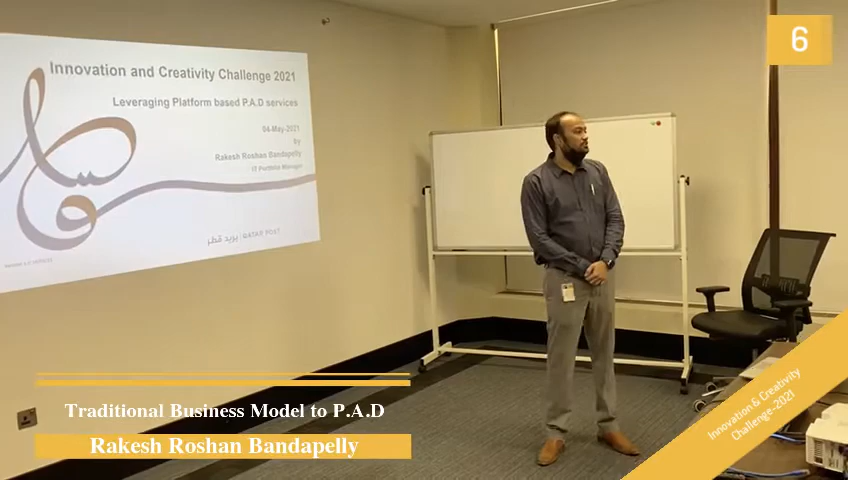 6
Innovation and Creativity Challenge 2021
Leveraging Platform based P.A.D services
04-May-2021
By
Rakesh Roshan Bandapelly
IT Portfolio Manager
بريد قطر QATAR POST
Traditional Business Model to P.A.D
Rakesh Roshan Bandapelly
Innovation & Creativity
Challenge-2021